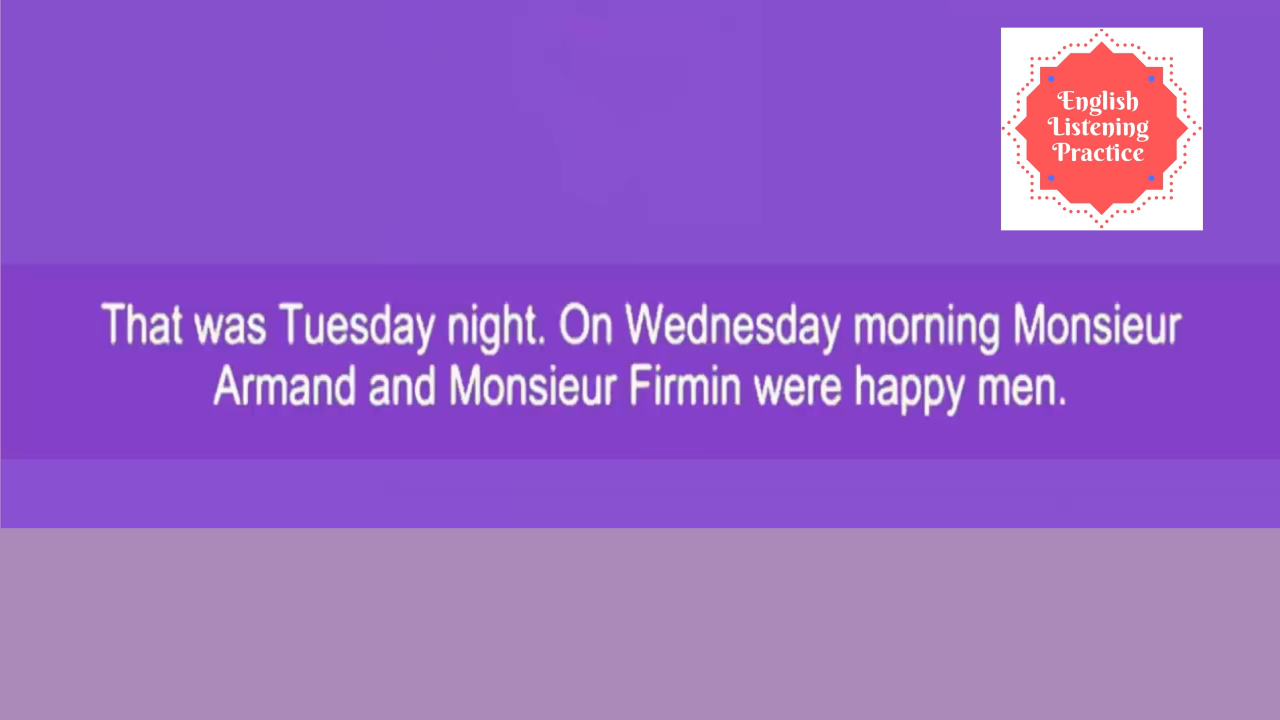 English
Listening
Practice
That was Tuesday night. On Wednesday morning Monsieur
Armand and Monsieur Firmin were happy men.